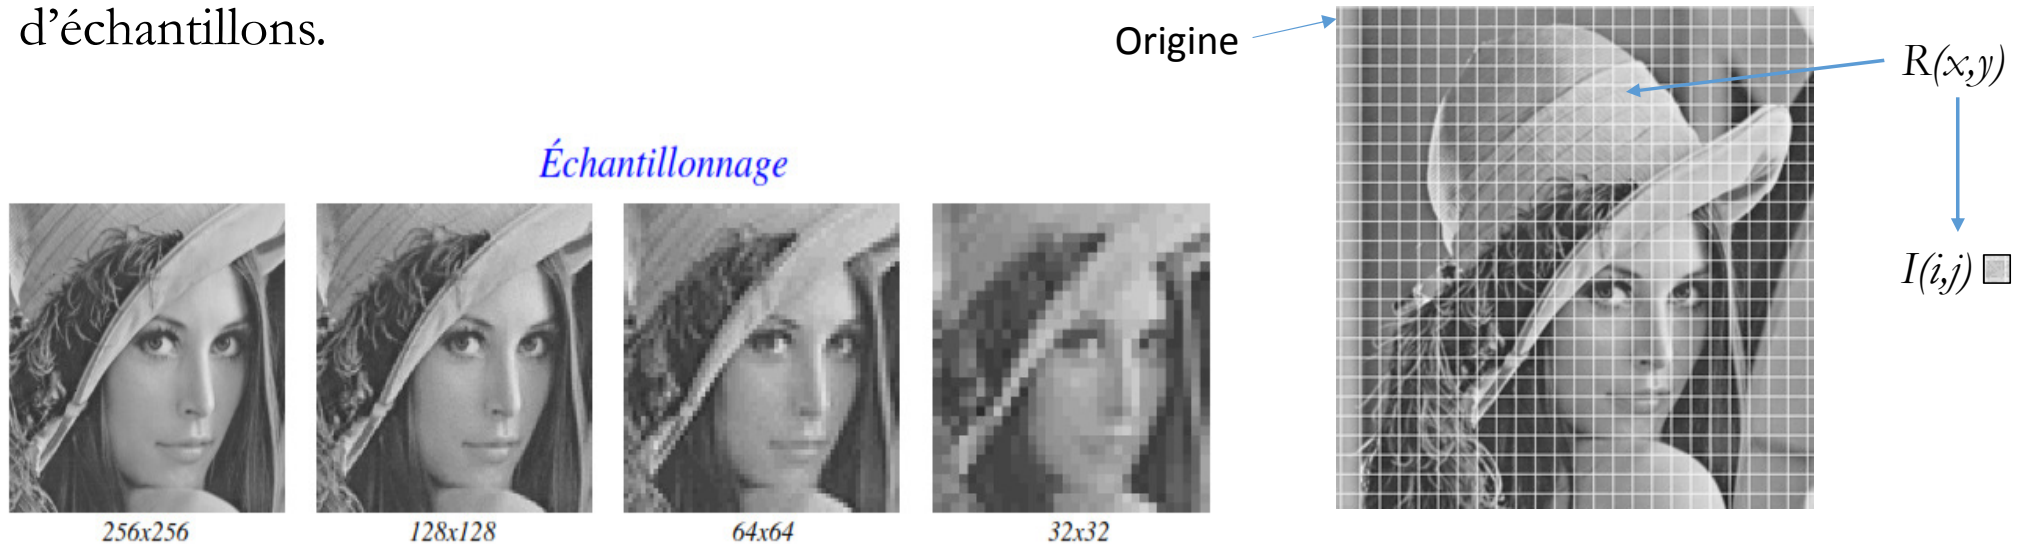 d’échantillons.
Origine
R(x,y)
Échantillonnage
I(i,j)
256x256
128x128
64x64
32x32